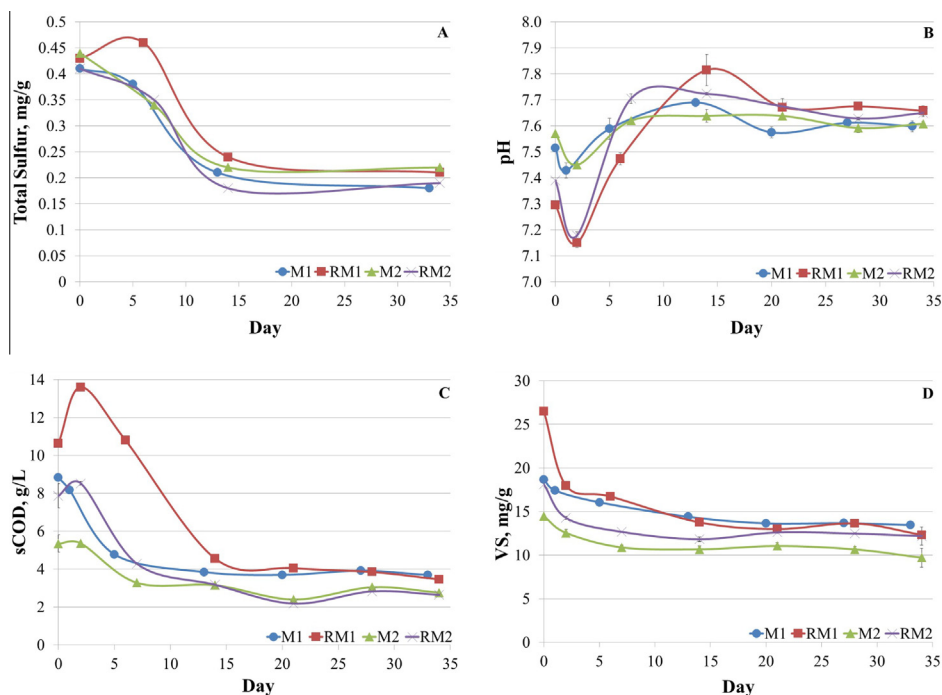 A
Total Sulfur, mg/g
0.5
0.45
0.4
0.35
0.3
0.25
0.2
0.15
0.1
0.05
0
M1 RM1 M2 RM2
0 5 10 15 20 25 30 35
Day
B
pH
8.0
7.9
7.8
7.7
7.6
7.5
7.4
7.3
7.2
7.1
7.0
M1 RM1 M2 RM2
0 5 10 15 20 25 30 35
Day
C
sCOD, g/L
14
12
10
8
6
4
2
0
M1 RM1 M2 RM2
0 5 10 15 20 25 30 35
Day
D
VS, mg/g
30
25
20
15
10
5
0
M1 RM1 M2 RM2
0 5 10 15 20 25 30 35
Day